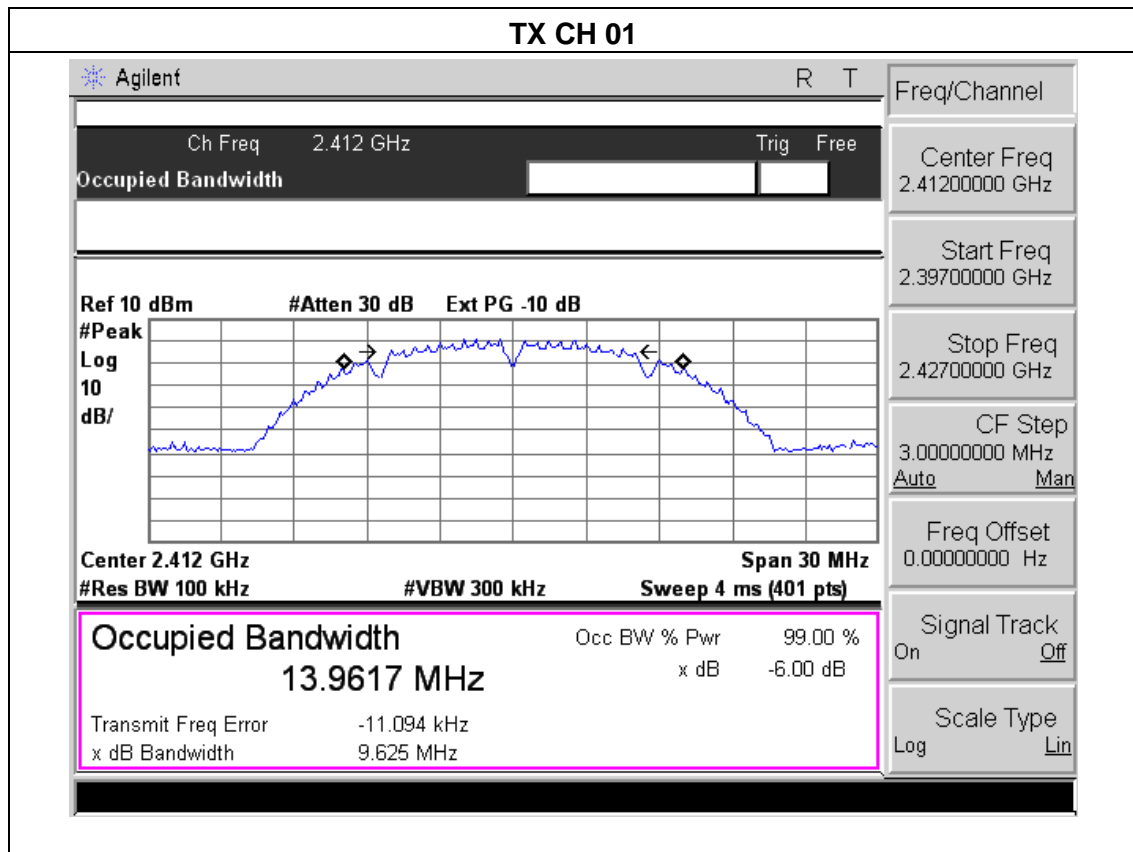 TX CH 01
Agilent R T
Ch Freq 2.412 GHz Trig Free
Occupied Bandwidth
Ref 10 dBm #Atten 30 dB Ext PG -10 dB
#Peak
Log
10
dB/
Center 2.412 GHz Span 30 MHz
#Res BW 100 kHz #VBW 300 kHz Sweep 4 ms (401 pts)
Occupied Bandwidth Occ BW % Pwr 99.00 %
13.9617 MHz x dB -6.00 dB
Transmit Freq Error -11.094 kHz
x dB Bandwidth 9.625 MHz
Freq/Channel
Center Freq
2.41200000 GHz
Start Freq
2.39700000 GHz
Stop Freq
2.42700000 GHz
CF Step
3.00000000 MHz
Auto Man
Freq Offset
0.00000000 Hz
Signal Track
On Off
Scale Type
Log Lin